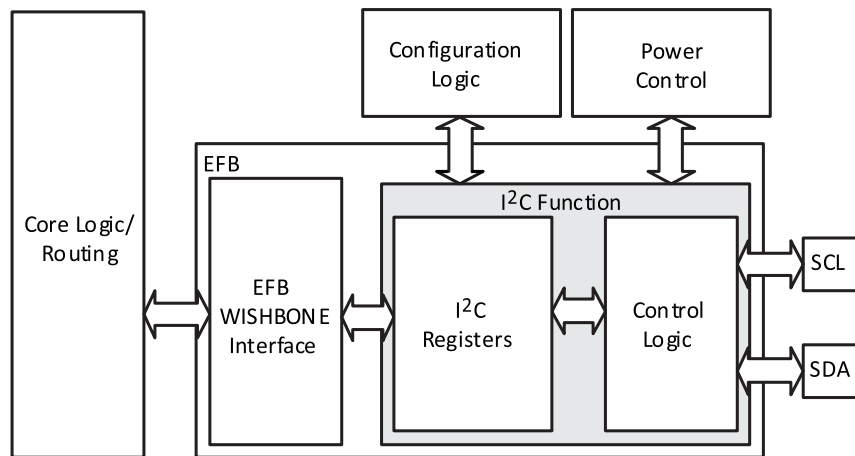 Configuration
Logic
Power
Control
EFB
I²C Function
Core Logic/
Routing
EFB
WISHBONE
Interface
I²C
Registers
Control
Logic
SCL
SDA